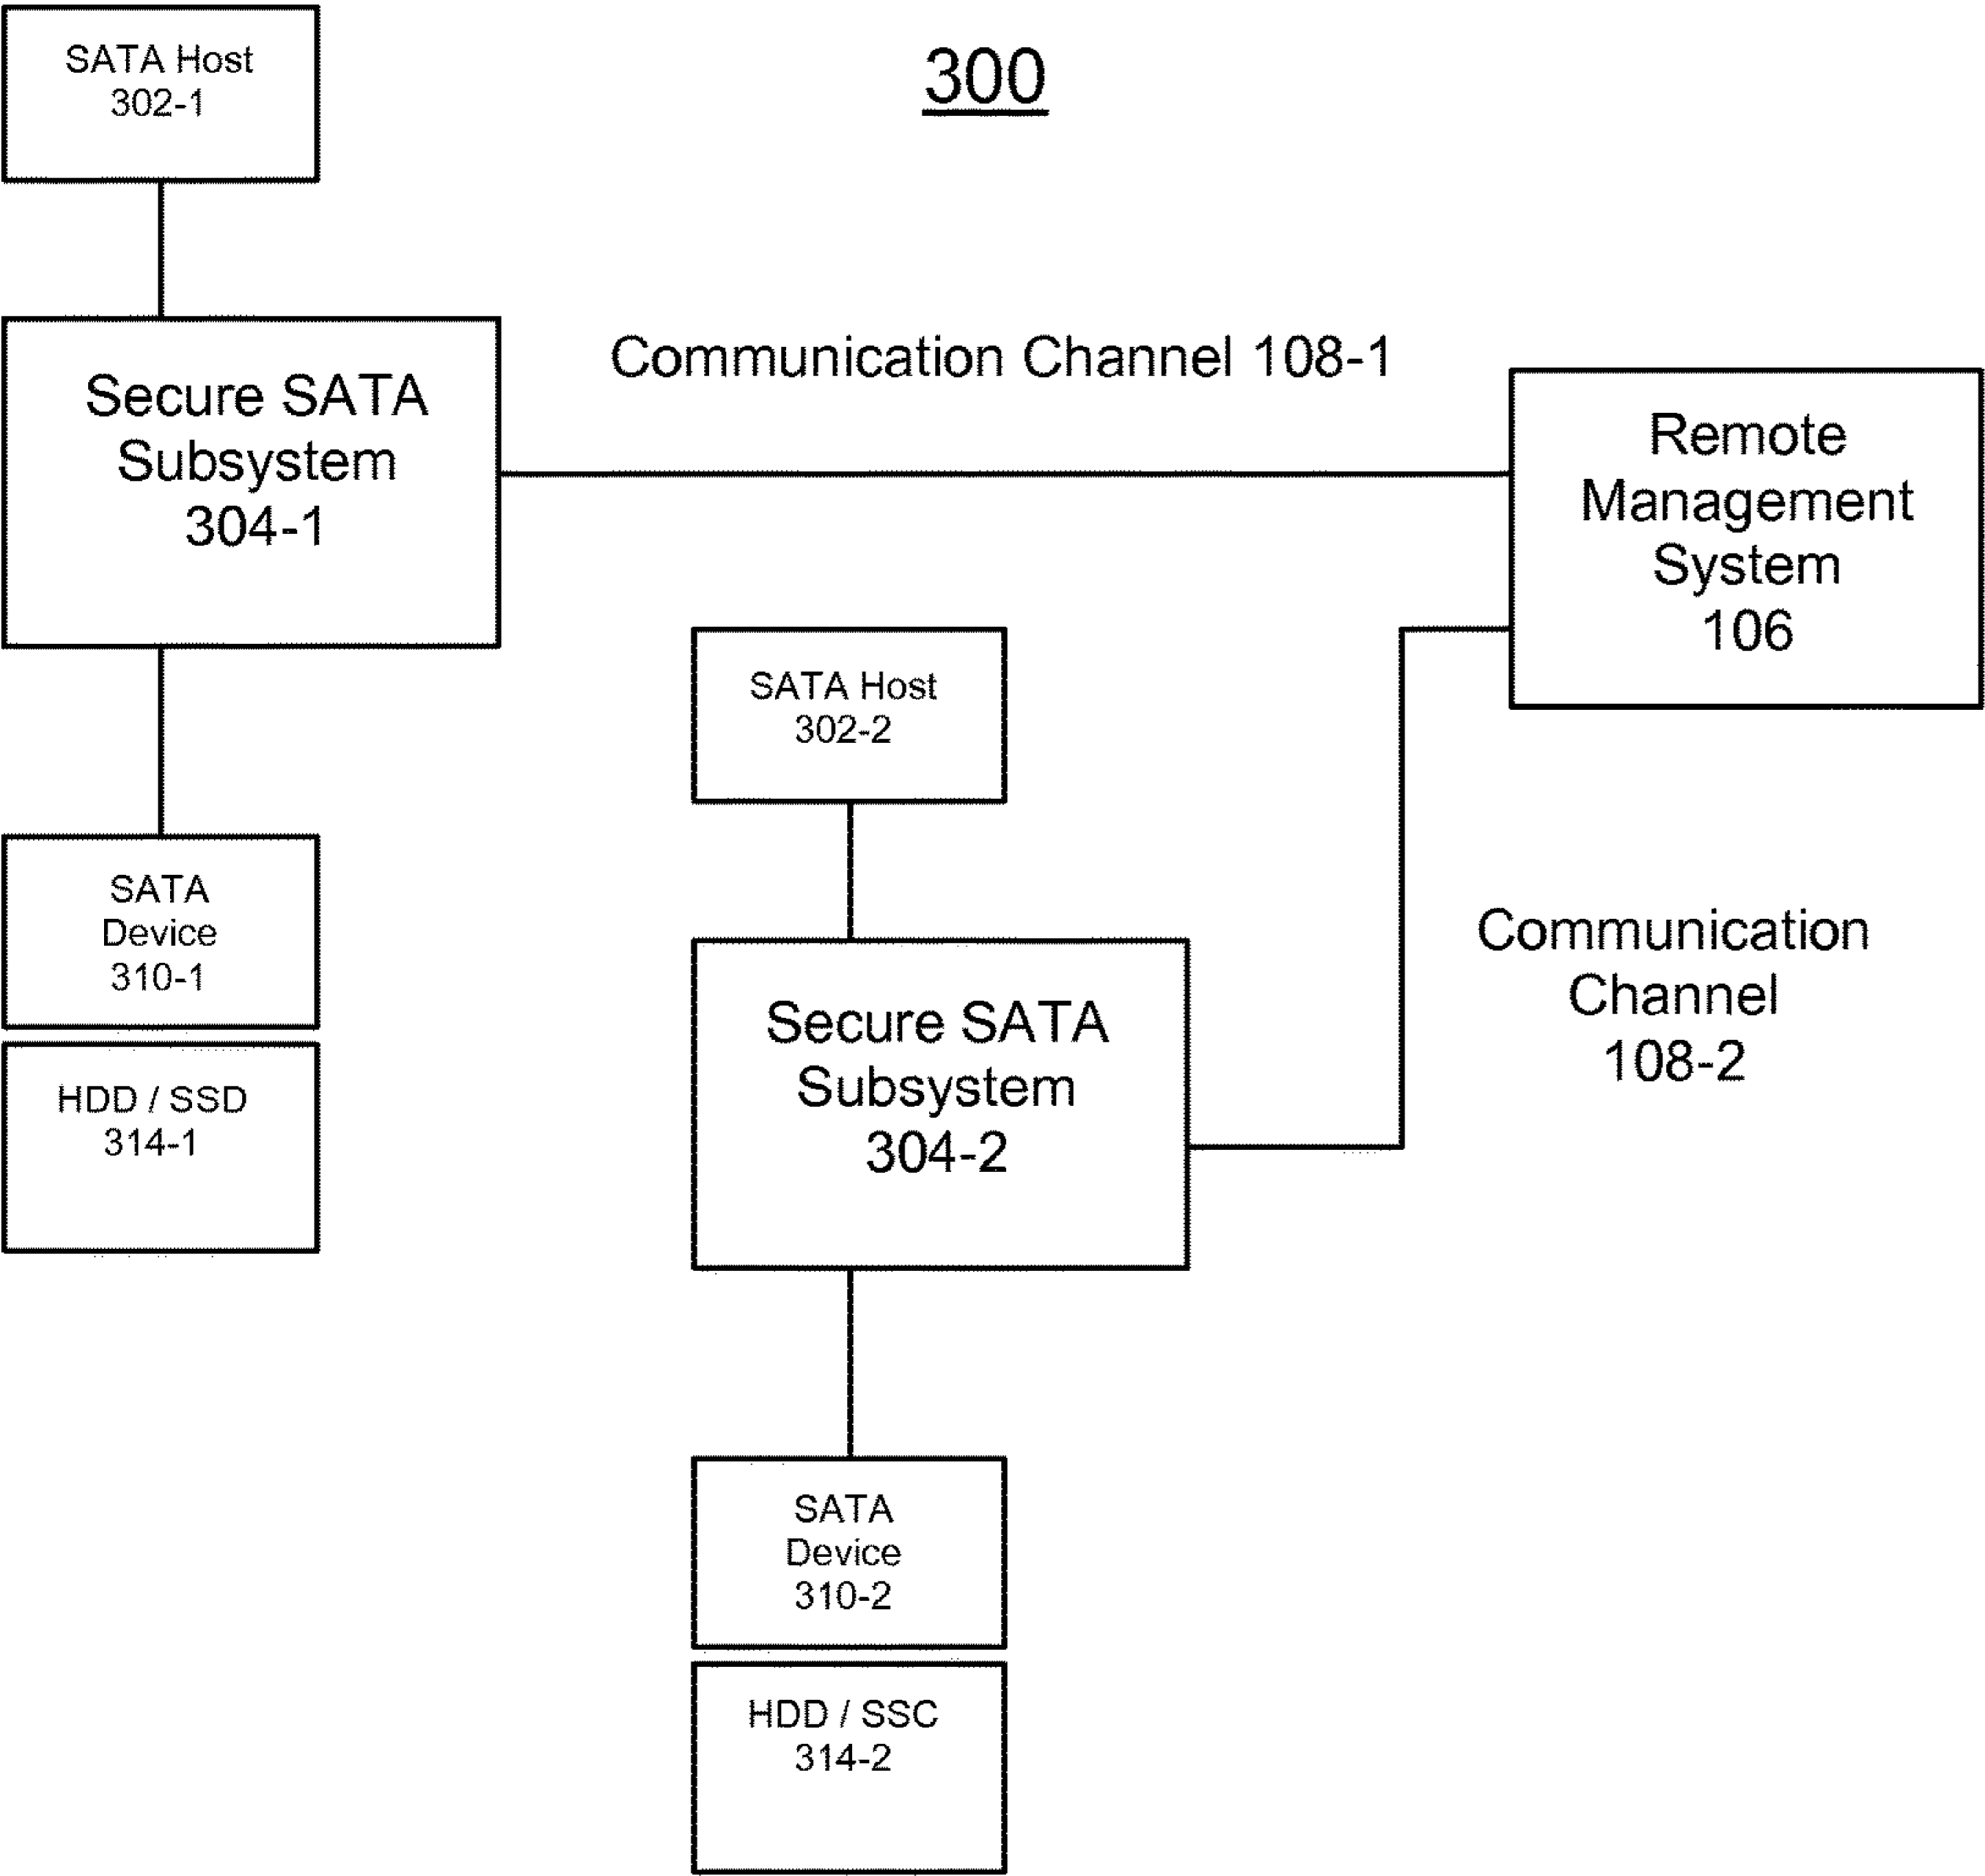 SATA Host
302-1
300
Secure SATA
Subsystem
304-1
Communication Channel 108-1
Remote
Management
System
106
SATA Host
302-2
SATA
Device
310-1
HDD / SSD
314-1
Secure SATA
Subsystem
304-2
Communication
Channel
108-2
SATA
Device
310-2
HDD / SSC
314-2